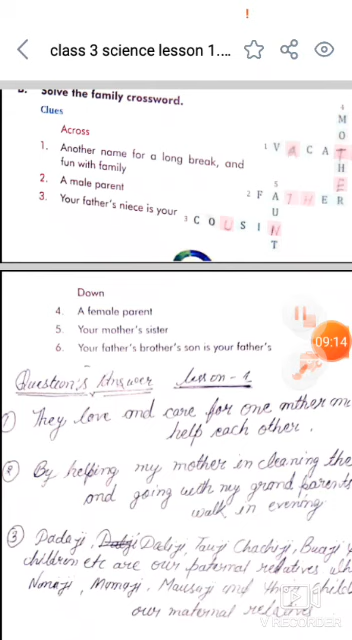 class 3 science lesson 1....
Solve the family crossword.
Clues
Across
1. Another name for a long break, and
fun with family
2. A male parent
3. Your father's niece is your
4
M
O
1 V A C A T
H
5 E
2 F A T H E R
U
3 C O U S I N
T
Down
4. A female parent
5. Your mother's sister
6. Your father's brother's son is your father's
09:14
Question's Answer lesson-1
1 They love and care for one
help each other.
2 By helping my mother in cleaning the
and going with my grand parents
walk in evening
3 Dadaji, Dadiji, Tauji Chachiji, Buaji
children etc are our paternal relatives
Nanaji, Mamaji, Mausiji and
our maternal relatives
V RECORDER